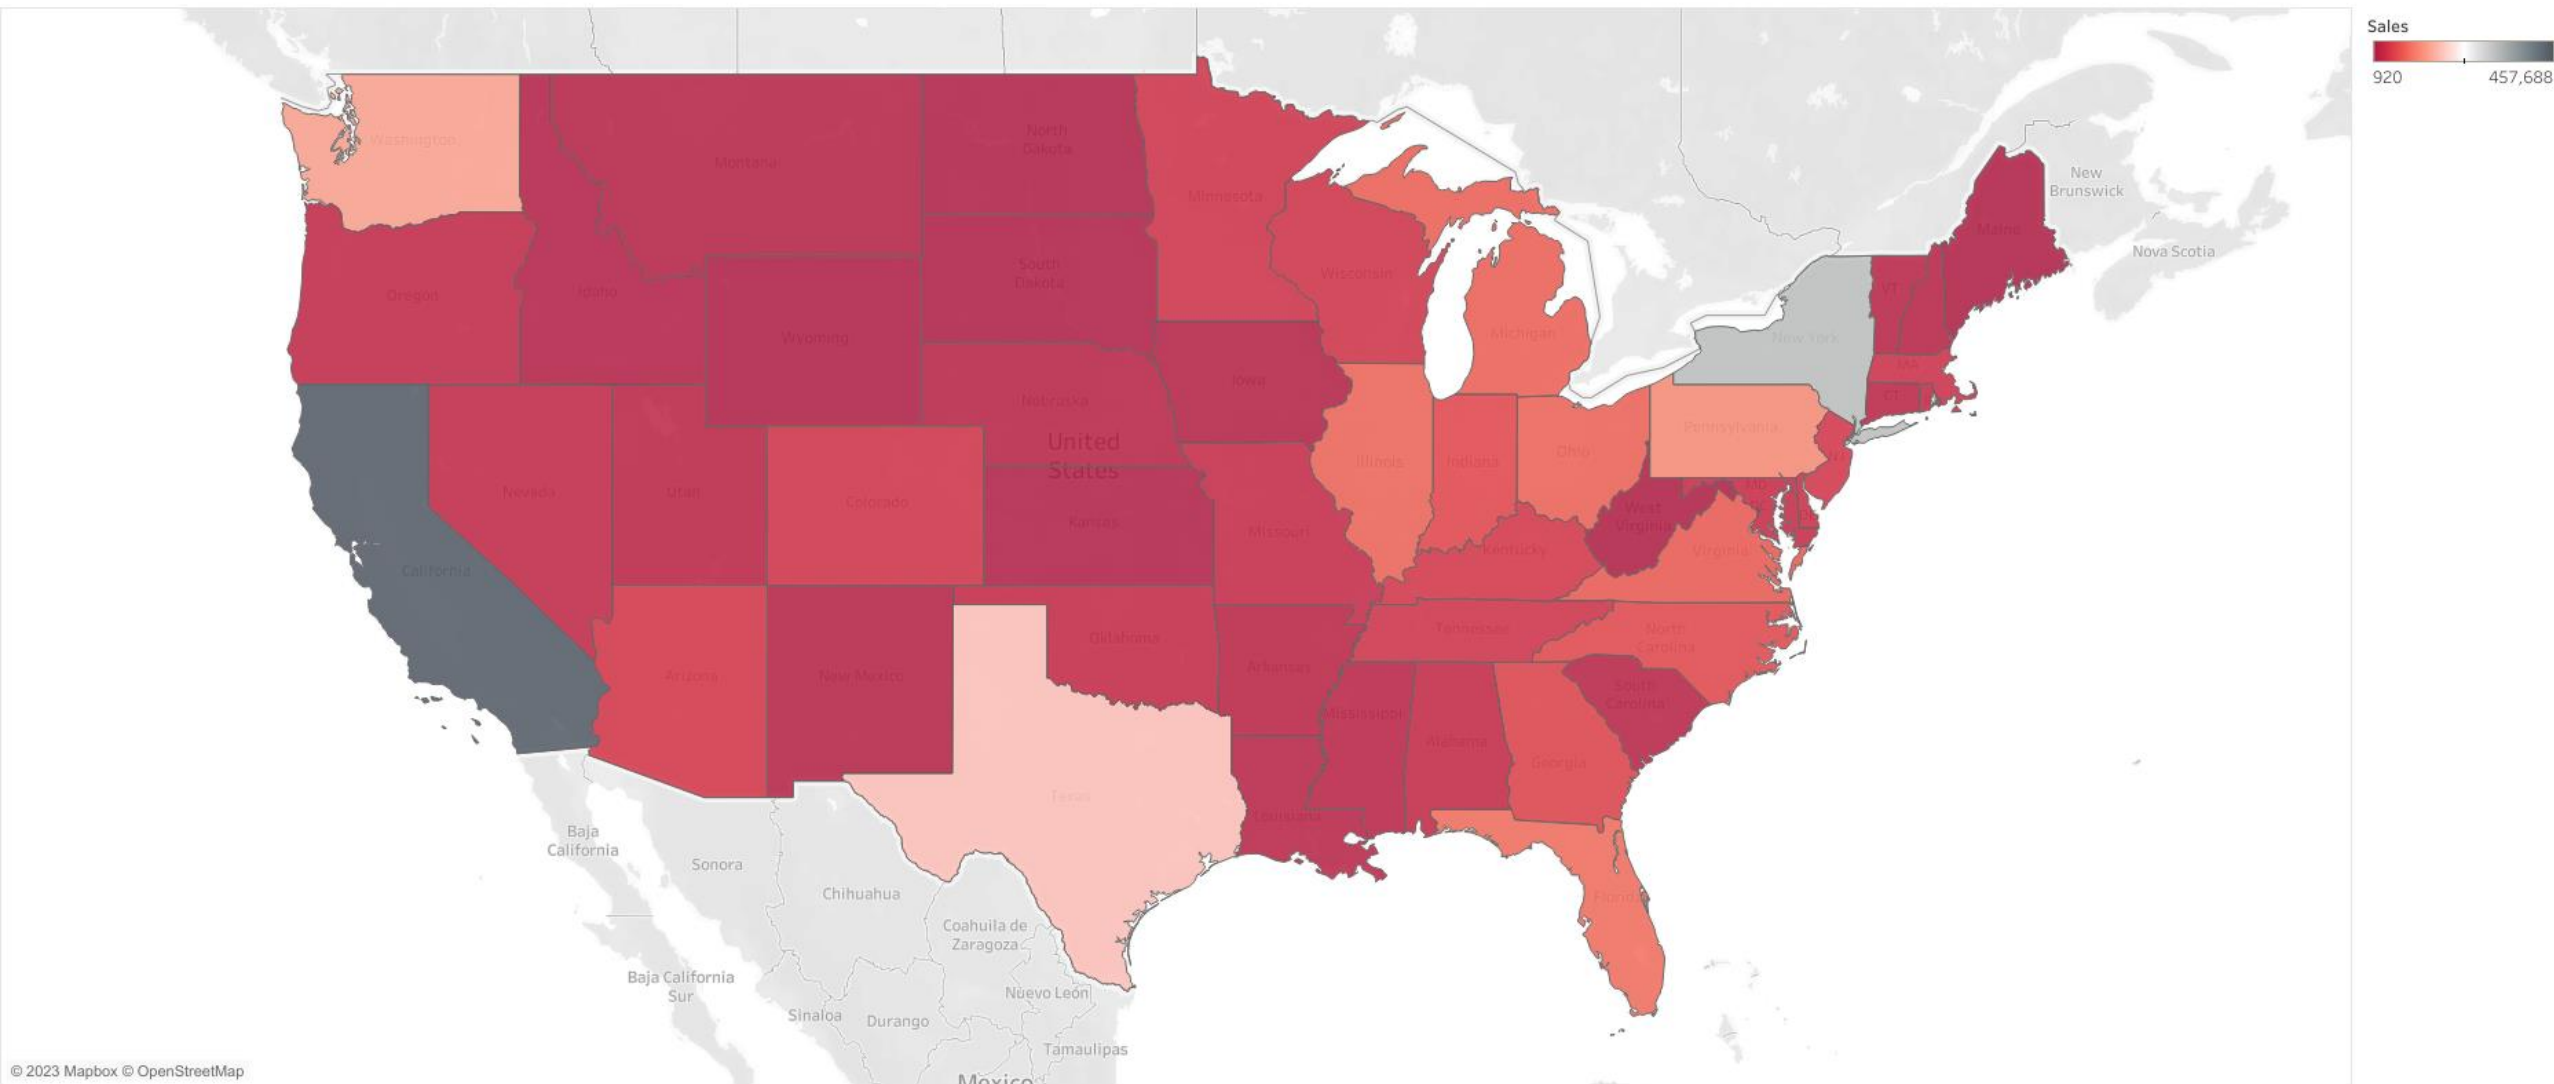 Sales
920 457,688
Washington
Montana
North
Dakota
Minnesota
Maine
New
Brunswick
Nova Scotia
Oregon
Idaho
South
Dakota
Wisconsin
VT
Wyoming
Michigan
New York
MA
CT
Iowa
Nebraska
United
States
Pennsylvania
NJ
Nevada
Utah
Colorado
Kansas
Missouri
Illinois
Indiana
Ohio
MD
West
Virginia
Virginia
Kentucky
California
Arizona
New Mexico
Oklahoma
Arkansas
Tennessee
North
Carolina
South
Carolina
Mississippi
Alabama
Georgia
Texas
Louisiana
Florida
Baja
California
Sonora
Chihuahua
Coahuila de
Zaragoza
Baja California
Sur
Nuevo León
Sinaloa
Durango
Tamaulipas
Mexico
© 2023 Mapbox © OpenStreetMap